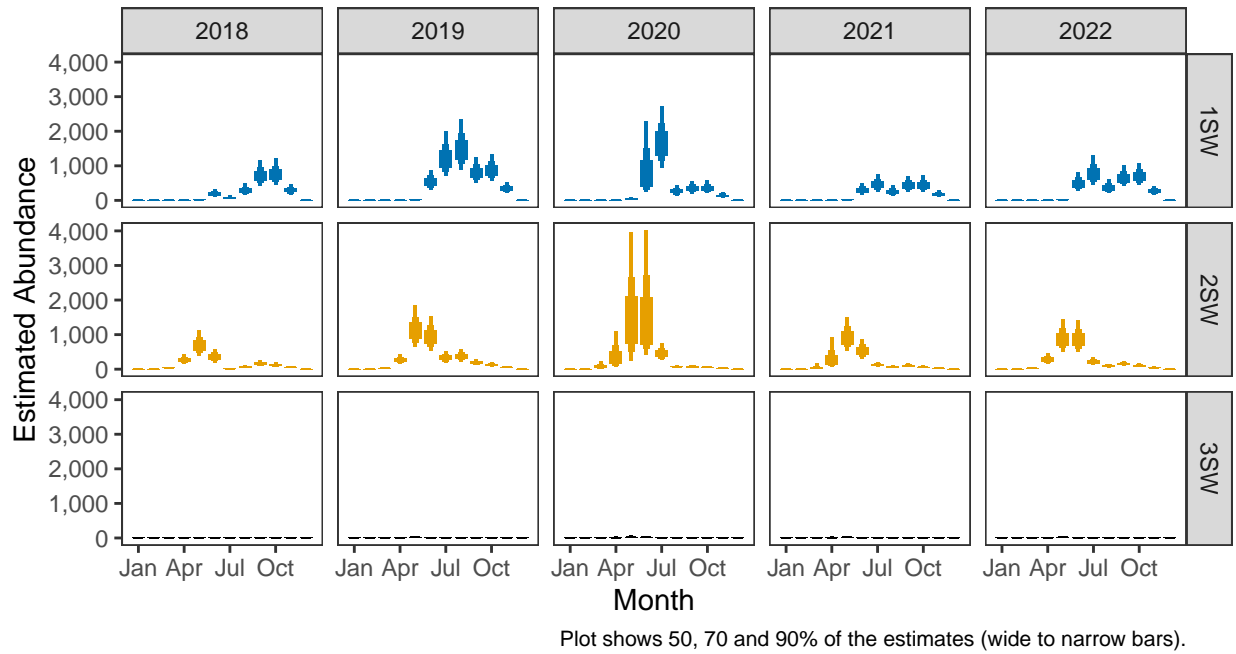 2018 2019 2020 2021 2022
4,000
3,000
2,000
1,000
0
1SW
4,000
3,000
2,000
1,000
0
2SW
4,000
3,000
2,000
1,000
0
3SW
Estimated Abundance
Jan Apr Jul Oct Jan Apr Jul Oct Jan Apr Jul Oct Jan Apr Jul Oct Jan Apr Jul Oct
Month
Plot shows 50, 70 and 90% of the estimates (wide to narrow bars).